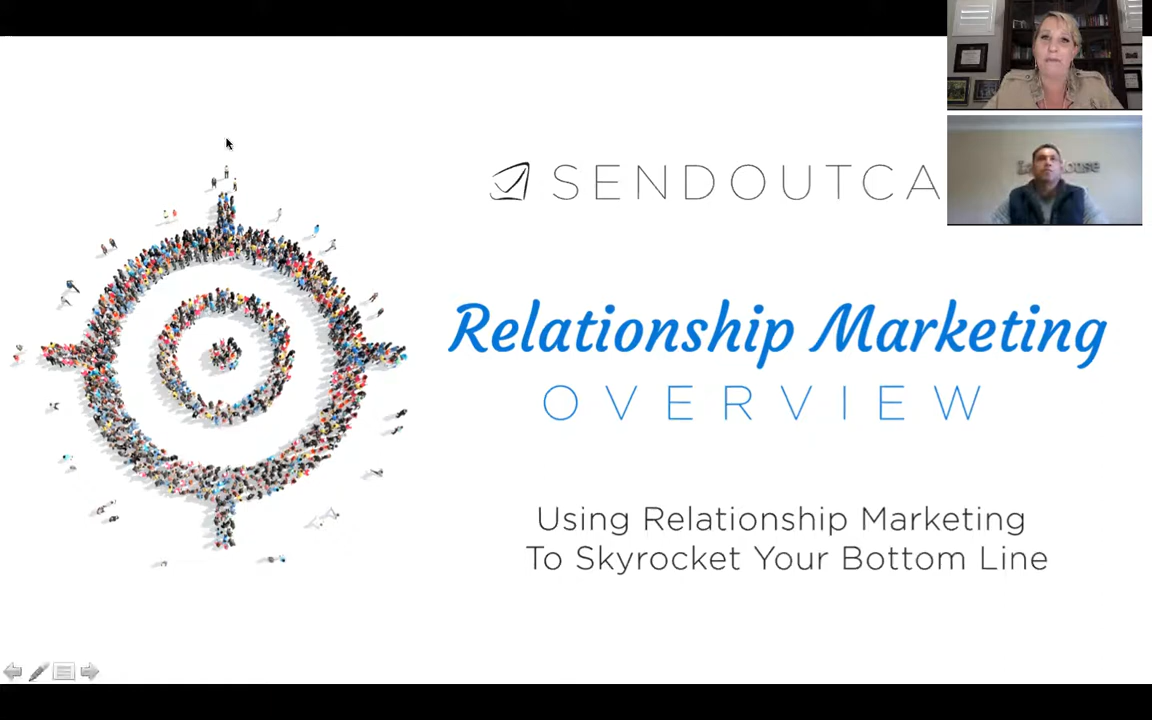 SENDOUTCA
Relationship Marketing
OVERVIEW
Using Relationship Marketing
To Skyrocket Your Bottom Line